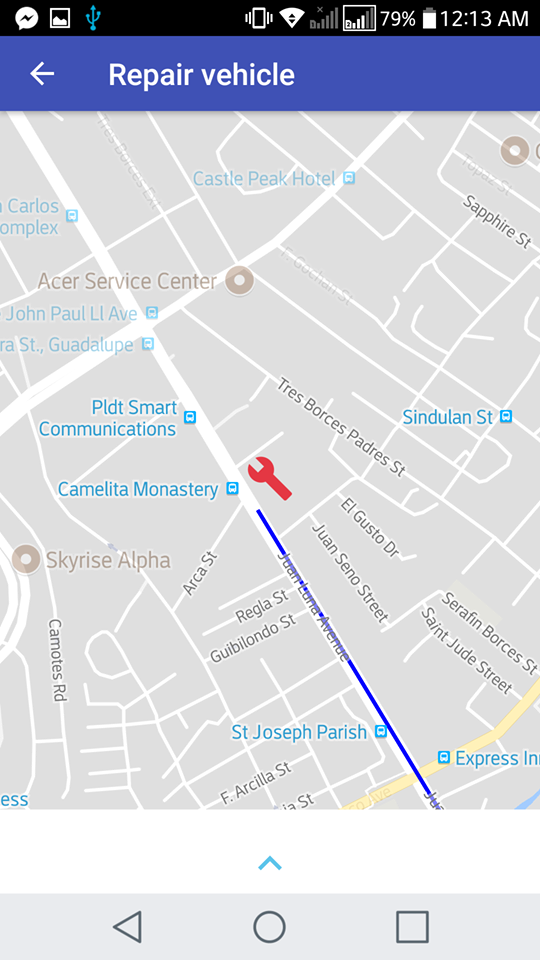 79% 12:13 AM
Repair vehicle
Castle Peak Hotel
Sapphire St
Carlos
omplex
F. Gochan St
Acer Service Center
John Paul Ll Ave
ra St., Guadalupe
Pldt Smart
Communications
Tres Borces Padres St
Sindulan St
Camelita Monastery
El Gusto Dr
Juan Seno Street
Skyrise Alpha
Arca St
Juan Luna Avenue
Regla St
Guibilondo St
Serafin Borces St
Saint Jude Street
Camotes Rd
St Joseph Parish
Express Inn
F. Arcilla St
ia St
ess